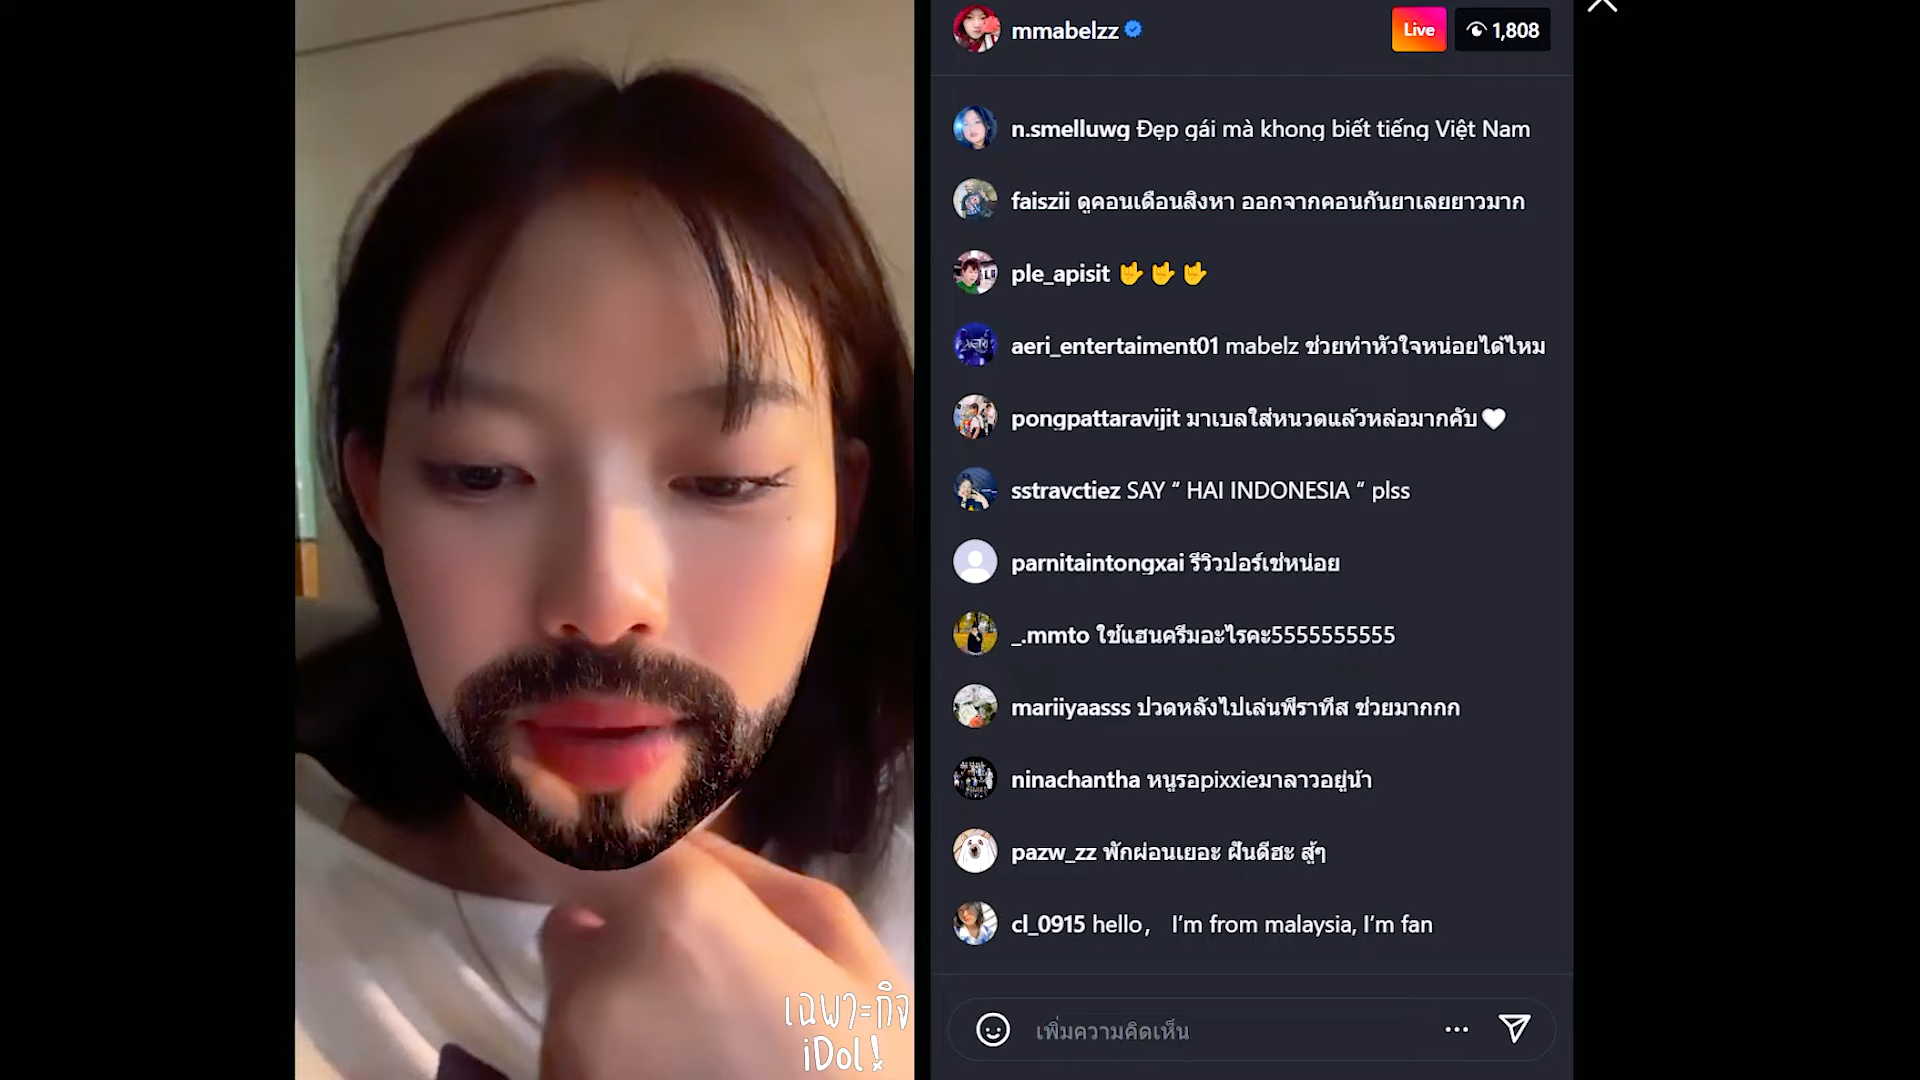 mmabelzz
Live
1,808
n.smelluwg Đẹp gái mà khong biết tiếng Việt Nam
faiszii ดูคอนเดือนสิงหา ออกจากคอนกันยาเลยยาวมาก
ple_apisit 🤟 🤟 🤟
aeri_entertaiment01 mabelz ช่วยทำหัวใจหน่อยได้ไหม
pongpattaravijit มาเบลใส่หนวดแล้วหล่อมากคับ🤍
sstravctiez SAY “ HAI INDONESIA “ plss
parnitaintongxai รีวิวปอร์เช่หน่อย
_.mmto ใช้แฮนครีมอะไรคะ5555555555
mariiyaasss ปวดหลังไปเล่นพีราทีส ช่วยมากกก
ninachantha หนูรอpixxieมาลาวอยู่น้า
pazw_zz พักผ่อนเยอะ ฝันดีฮะ สู้ๆ
cl_0915 hello， I’m from malaysia, I’m fan
เพิ่มความคิดเห็น
เฉพาะกิจ
iDol!